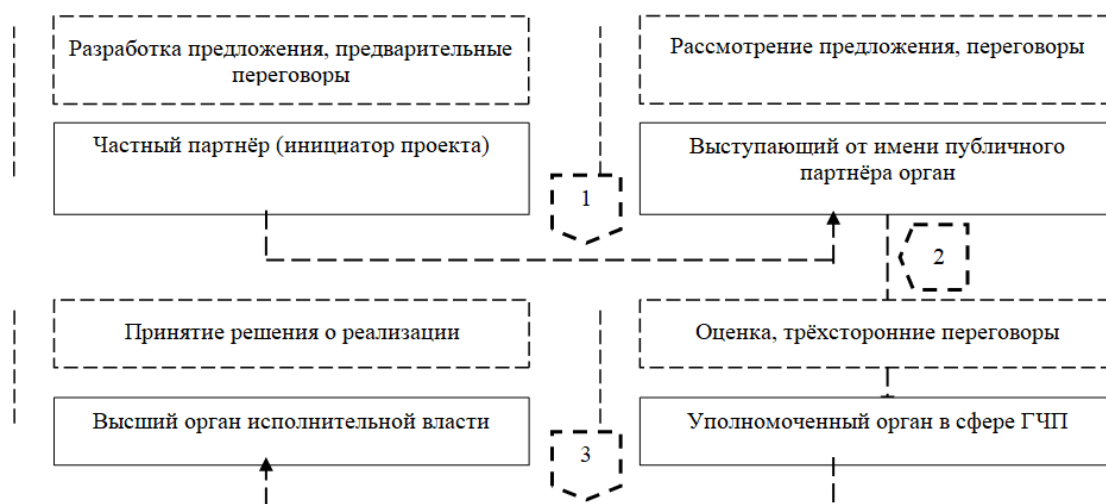 Разработка предложения, предварительные
переговоры
Рассмотрение предложения, переговоры
Частный партнёр (инициатор проекта)
Выступающий от имени публичного
партнёра орган
1
2
Принятие решения о реализации
Оценка, трёхсторонние переговоры
Высший орган исполнительной власти
Уполномоченный орган в сфере ГЧП
3